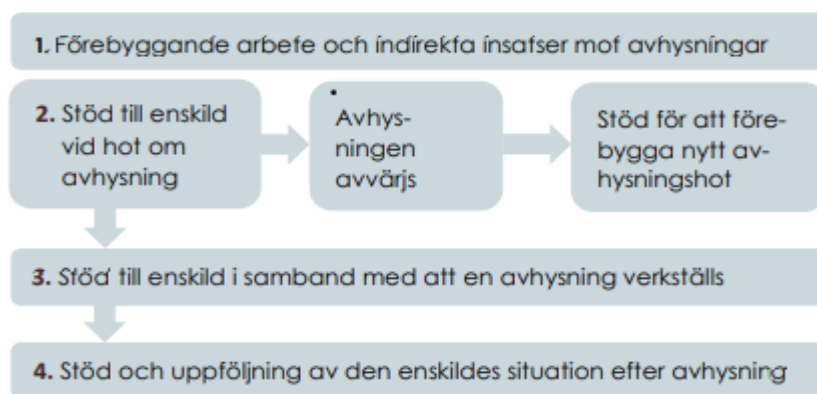 1. Förebyggande arbete och indirekta insatser mot avhysningar
2. Stöd till enskild
vid hot om
avhysning
Avhys-
ningen
avvärjs
Stöd för att före-
bygga nytt av-
hysningshot
3. Stöd till enskild i samband med att en avhysning verkställs
4. Stöd och uppföljning av den enskildes situation efter avhysning